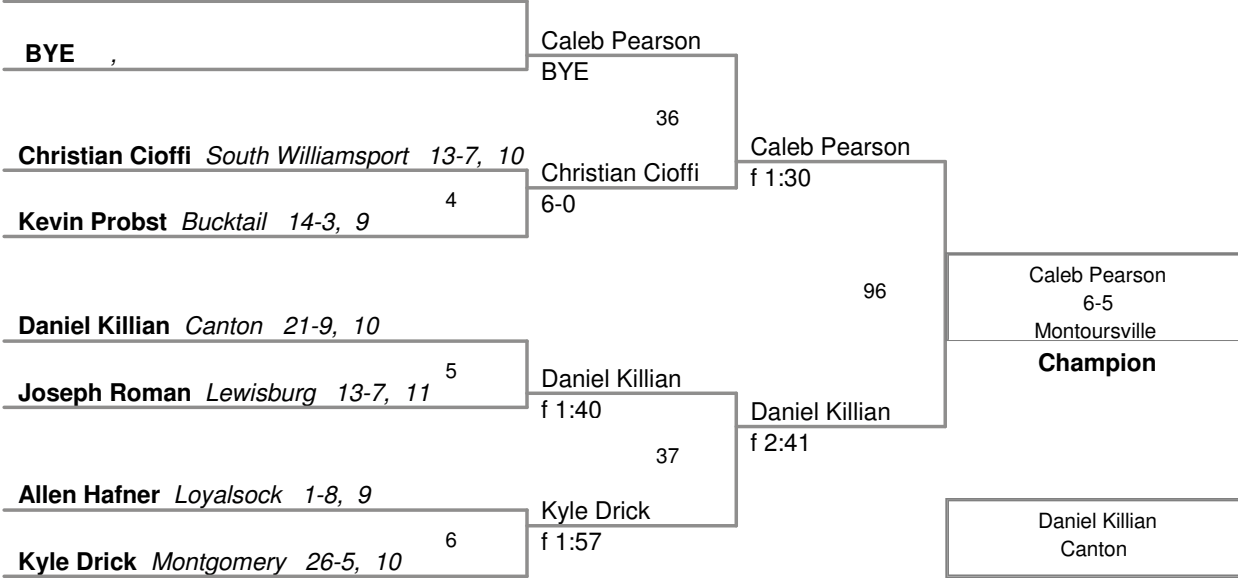 BYE ,
Caleb Pearson
BYE
36
Christian Cioffi South Williamsport 13-7, 10
Caleb Pearson
f 1:30
Christian Cioffi
6-0
4
Kevin Probst Bucktail 14-3, 9
96
Caleb Pearson
6-5
Montoursville
Champion
Daniel Killian Canton 21-9, 10
5
Joseph Roman Lewisburg 13-7, 11
Daniel Killian
f 1:40
Daniel Killian
f 2:41
37
Allen Hafner Loyalsock 1-8, 9
Kyle Drick
f 1:57
6
Kyle Drick Montgomery 26-5, 10
Daniel Killian
Canton